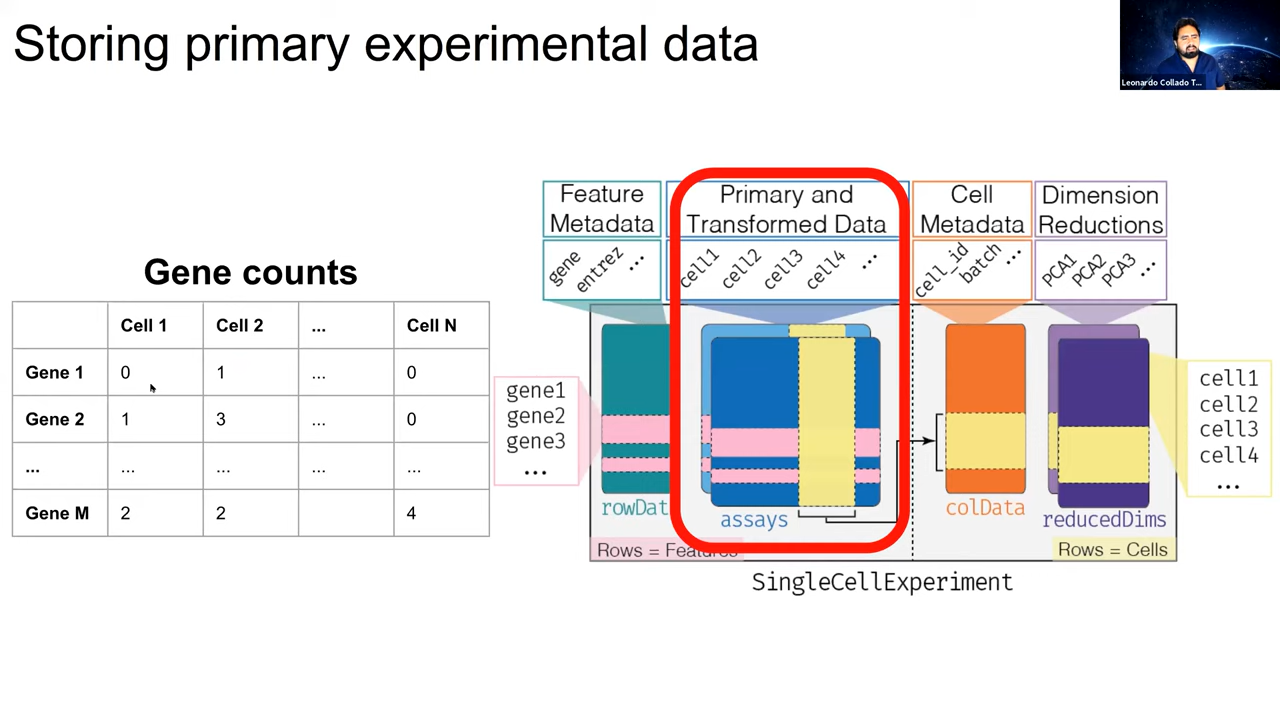 Storing primary experimental data
Leonardo Collado T...
Gene counts
Cell 1 Cell 2 ... Cell N
Gene 1 0 1 ... 0
Gene 2 1 3 ... 0
... ... ... ... ...
Gene M 2 2 4
Feature Metadata
gene entrez ...
Primary and Transformed Data
cell1 cell2 cell3 cell4 ...
Cell Metadata
cell_id batch ...
Dimension Reductions
PCA1 PCA2 PCA3 ...
gene1
gene2
gene3
...
cell1
cell2
cell3
cell4
...
rowDat
assays
colData
reducedDims
Rows = Features
Rows = Cells
SingleCellExperiment